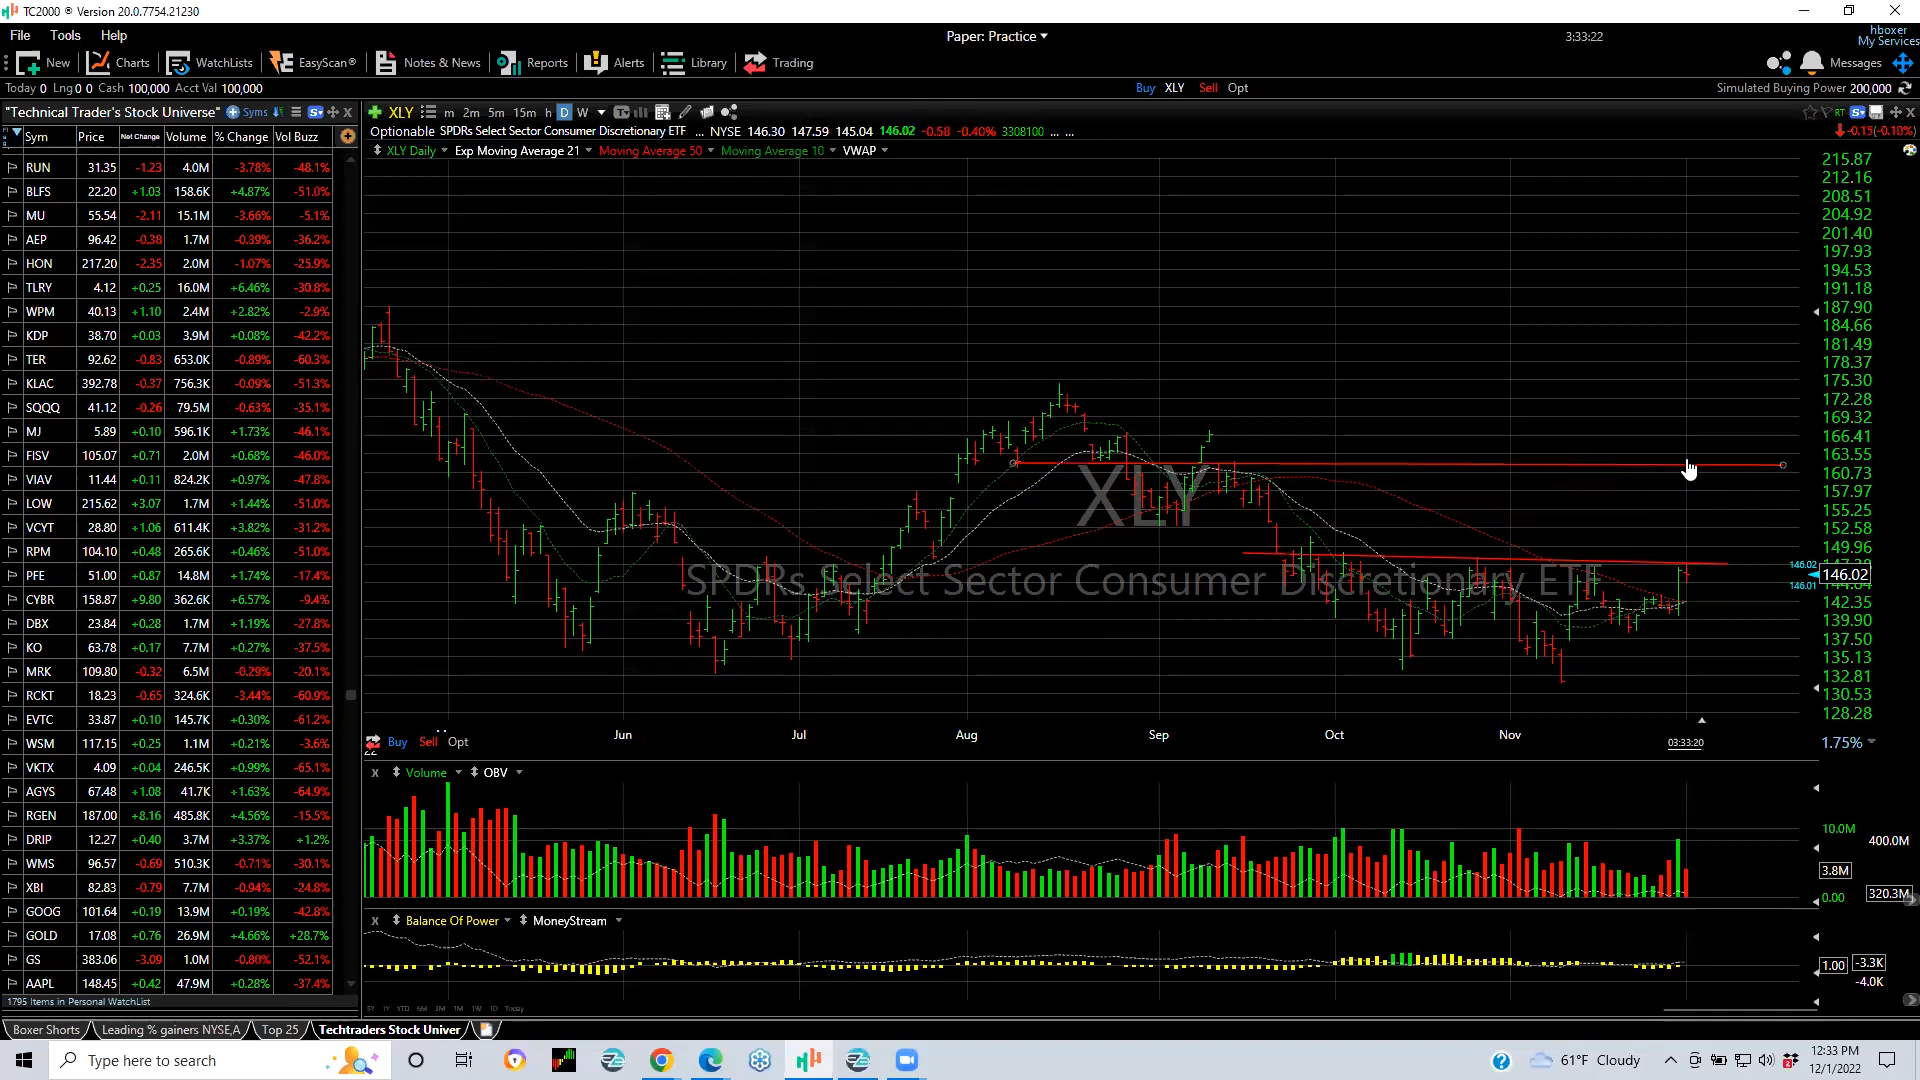 TC2000 ® Version 20.0.7754.21230
File Tools Help
Paper: Practice
3:33:22
hboxer
My Services
New Charts WatchLists EasyScan® Notes & News Reports Alerts Library Trading
Messages
Today 0 Lng 0 0 Cash 100,000 Acct Val 100,000
Buy XLY Sell Opt
Simulated Buying Power 200,000
"Technical Trader's Stock Universe" Syms
XLY m 2m 5m 15m h D W
RT
Sym Price Net Change Volume % Change Vol Buzz
Optionable SPDRs Select Sector Consumer Discretionary ETF ... NYSE 146.30 147.59 145.04 146.02 -0.58 -0.40% 3308100 ... ...
-0.15(-0.10%)
XLY Daily Exp Moving Average 21 Moving Average 50 Moving Average 10 VWAP
RUN 31.35 -1.23 4.0M -3.78% -48.1%
BLFS 22.20 +1.03 158.6K +4.87% -51.0%
MU 55.54 -2.11 15.1M -3.66% -5.1%
AEP 96.42 -0.38 1.7M -0.39% -36.2%
HON 217.20 -2.35 2.0M -1.07% -25.9%
TLRY 4.12 +0.25 16.0M +6.46% -30.8%
WPM 40.13 +1.10 2.4M +2.82% -2.9%
KDP 38.70 +0.03 3.9M +0.08% -42.2%
TER 92.62 -0.83 653.0K -0.89% -60.3%
KLAC 392.78 -0.37 756.3K -0.09% -51.3%
SQQQ 41.12 -0.26 79.5M -0.63% -35.1%
MJ 5.89 +0.10 596.1K +1.73% -46.1%
FISV 105.07 +0.71 2.0M +0.68% -46.0%
VIAV 11.44 +0.11 824.2K +0.97% -47.8%
LOW 215.62 +3.07 1.7M +1.44% -51.0%
VCYT 28.80 +1.06 611.4K +3.82% -31.2%
RPM 104.10 +0.48 265.6K +0.46% -51.0%
PFE 51.00 +0.87 14.8M +1.74% -17.4%
CYBR 158.87 +9.80 362.6K +6.57% -9.4%
DBX 23.84 +0.28 1.7M +1.19% -27.8%
KO 63.78 +0.17 7.7M +0.27% -37.5%
MRK 109.80 -0.32 6.5M -0.29% -20.1%
RCKT 18.23 -0.65 324.6K -3.44% -60.9%
EVTC 33.87 +0.10 145.7K +0.30% -61.2%
WSM 117.15 +0.25 1.1M +0.21% -3.6%
VKTX 4.09 +0.04 246.5K +0.99% -65.1%
AGYS 67.48 +1.08 41.7K +1.63% -64.9%
RGEN 187.00 +8.16 485.8K +4.56% -15.5%
DRIP 12.27 +0.40 3.7M +3.37% +1.2%
WMS 96.57 -0.69 510.3K -0.71% -30.1%
XBI 82.83 -0.79 7.7M -0.94% -24.8%
GOOG 101.64 +0.19 13.9M +0.19% -42.8%
GOLD 17.08 +0.76 26.9M +4.66% +28.7%
GS 383.06 -3.09 1.0M -0.80% -52.1%
AAPL 148.45 +0.42 47.9M +0.28% -37.4%
1795 Items in Personal WatchList
XLY
SPDRs Select Sector Consumer Discretionary ETF
215.87
212.16
208.51
204.92
201.40
197.93
194.53
191.18
187.90
184.66
181.49
178.37
175.30
172.28
169.32
166.41
163.55
160.73
157.97
155.25
152.58
149.96
146.02
146.02
146.01
142.35
139.90
137.50
135.13
132.81
130.53
128.28
Jun Jul Aug Sep Oct Nov
03:33:20
1.75%
Buy Sell Opt
Volume OBV
10.0M
400.0M
3.8M
0.00
320.3M
Balance Of Power MoneyStream
1.00
-3.3K
-4.0K
5Y 1Y YTD 6M 3M 1M 1W 1D Today
Boxer Shorts Leading % gainers NYSE,A Top 25 Techtraders Stock Univer
Type here to search
61°F Cloudy
12:33 PM
12/1/2022